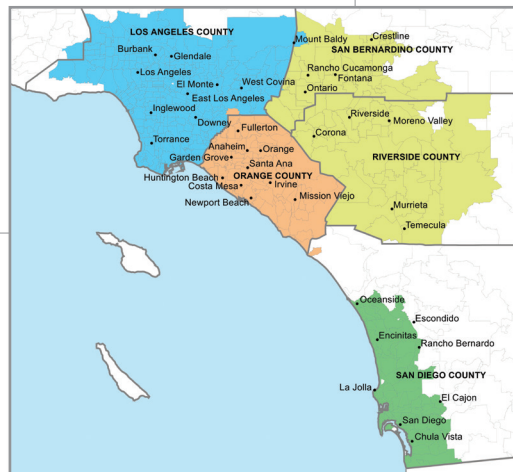 LOS ANGELES COUNTY
Burbank
Glendale
Los Angeles
El Monte
West Covina
East Los Angeles
Inglewood
Downey
Torrance
Mount Baldy
Crestline
SAN BERNARDINO COUNTY
Rancho Cucamonga
Fontana
Ontario
Riverside
Moreno Valley
Corona
RIVERSIDE COUNTY
Murrieta
Temecula
Fullerton
Anaheim
Orange
Garden Grove
Santa Ana
Huntington Beach
ORANGE COUNTY
Costa Mesa
Irvine
Newport Beach
Mission Viejo
Oceanside
Escondido
Encinitas
Rancho Bernardo
SAN DIEGO COUNTY
La Jolla
El Cajon
San Diego
Chula Vista